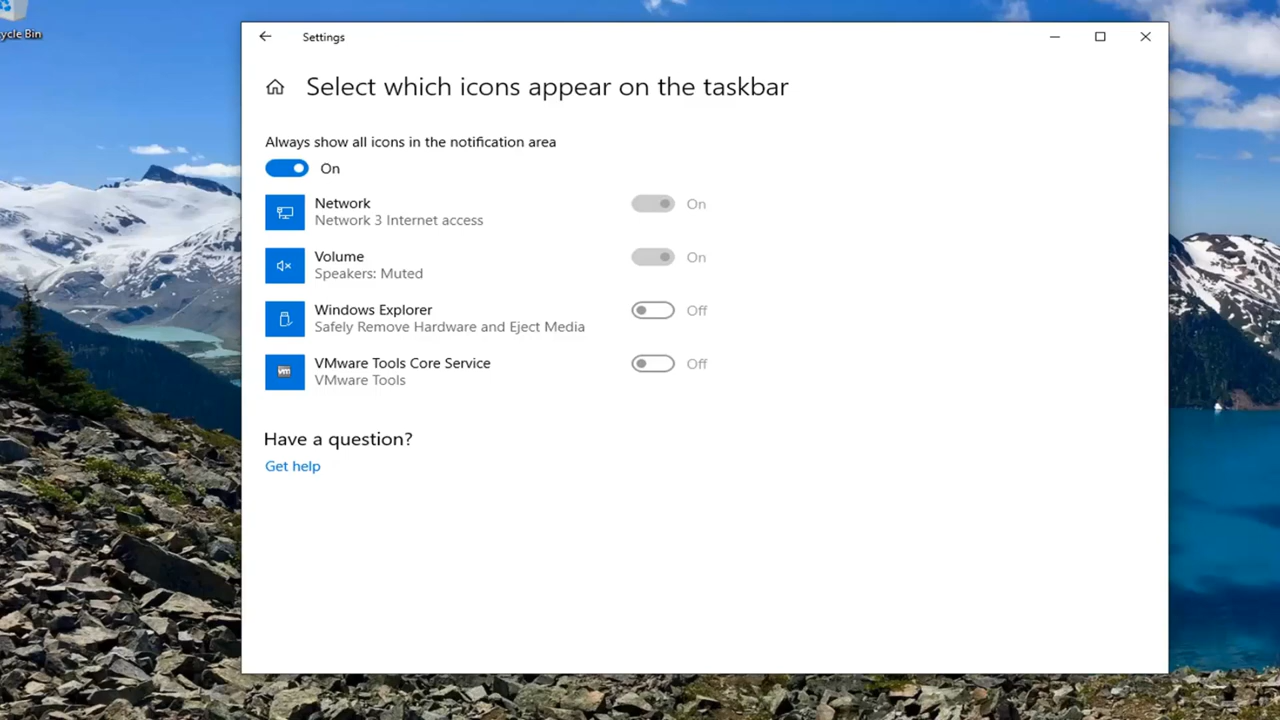 ycle Bin
Settings
Select which icons appear on the taskbar
Always show all icons in the notification area
On
Network
Network 3 Internet access
On
Volume
Speakers: Muted
On
Windows Explorer
Safely Remove Hardware and Eject Media
Off
VMware Tools Core Service
VMware Tools
Off
vm
Have a question?
Get help